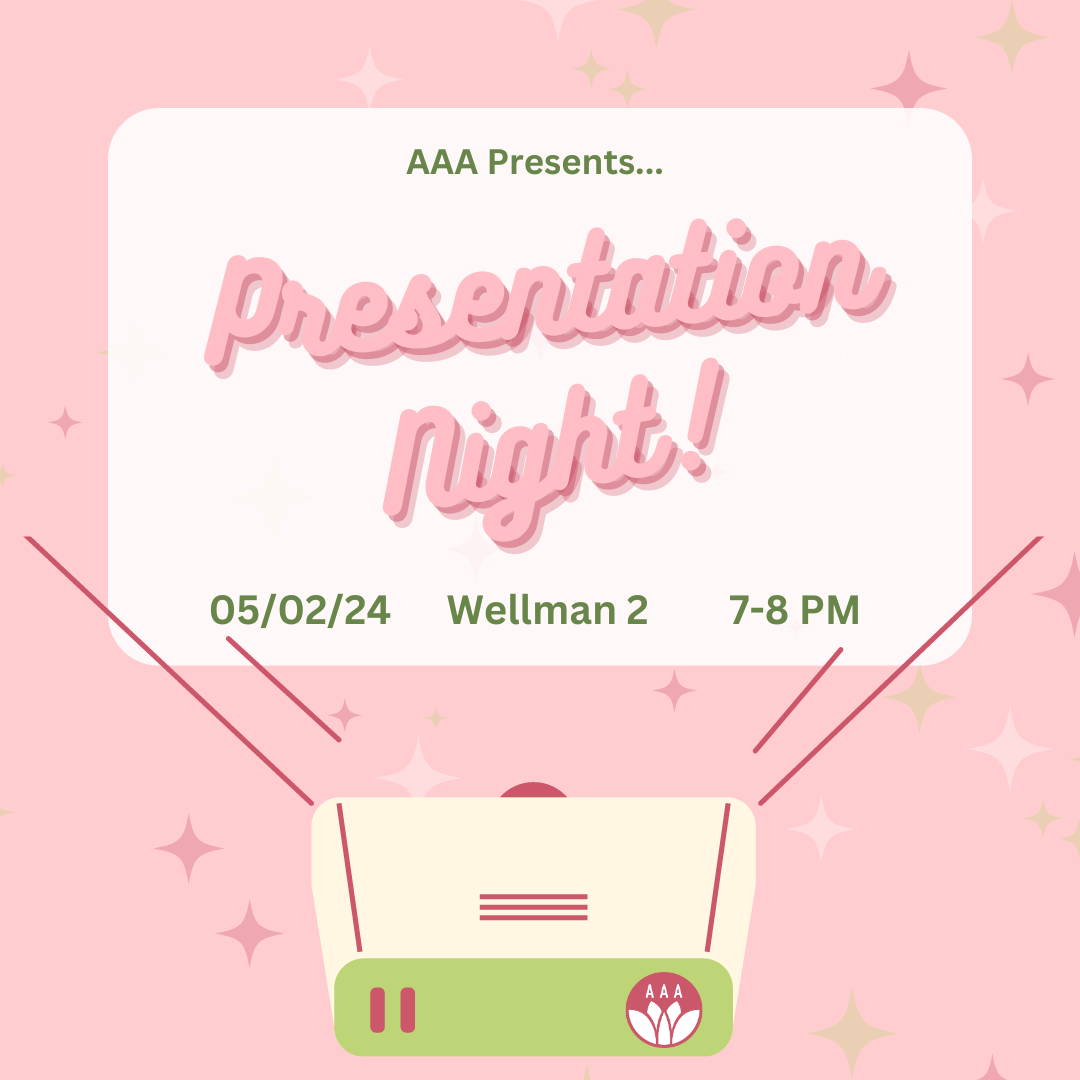 AAA Presents...
Presentation
Night!
05/02/24 Wellman 2 7-8 PM
AAA